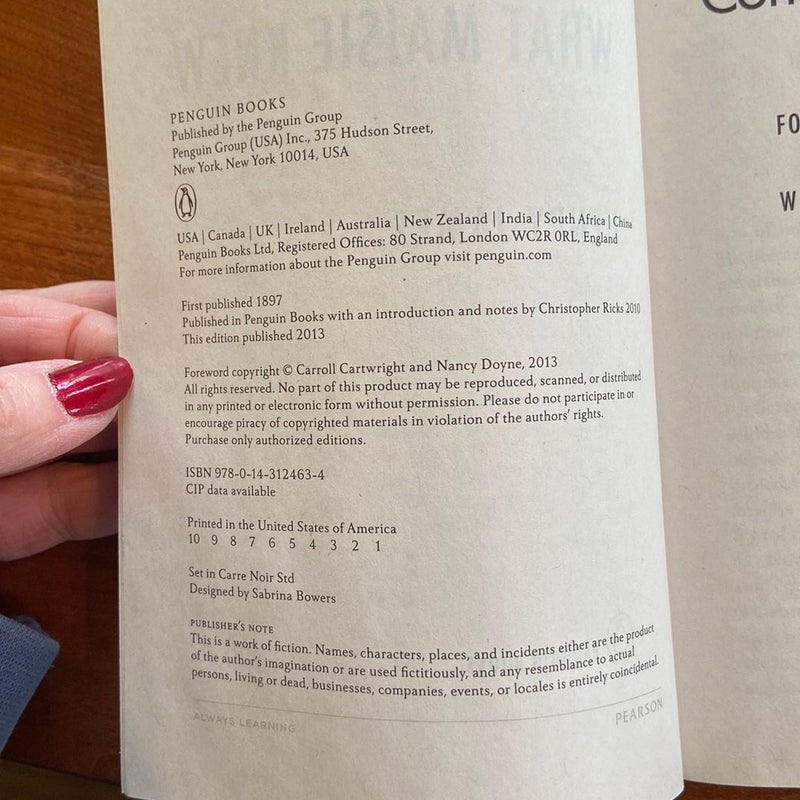 WHAT MAISIE KNEW
PENGUIN BOOKS
Published by the Penguin Group
Penguin Group (USA) Inc., 375 Hudson Street,
New York, New York 10014, USA
USA | Canada | UK | Ireland | Australia | New Zealand | India | South Africa | China
Penguin Books Ltd, Registered Offices: 80 Strand, London WC2R 0RL, England
For more information about the Penguin Group visit penguin.com
First published 1897
Published in Penguin Books with an introduction and notes by Christopher Ricks 2010
This edition published 2013
Foreword copyright © Carroll Cartwright and Nancy Doyne, 2013
All rights reserved. No part of this product may be reproduced, scanned, or distributed
in any printed or electronic form without permission. Please do not participate in or
encourage piracy of copyrighted materials in violation of the authors' rights.
Purchase only authorized editions.
ISBN 978-0-14-312463-4
CIP data available
Printed in the United States of America
10 9 8 7 6 5 4 3 2 1
Set in Carre Noir Std
Designed by Sabrina Bowers
PUBLISHER'S NOTE
This is a work of fiction. Names, characters, places, and incidents either are the product
of the author's imagination or are used fictitiously, and any resemblance to actual
persons, living or dead, businesses, companies, events, or locales is entirely coincidental.
ALWAYS LEARNING
PEARSON
Con
FO
W